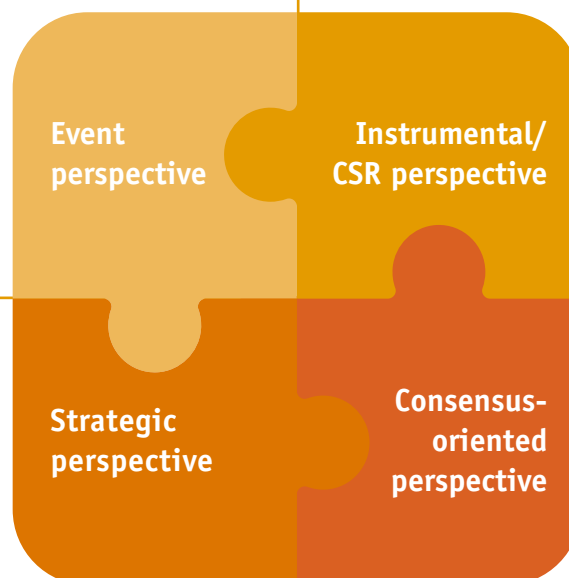 Event
perspective
Instrumental/
CSR perspective
Strategic
perspective
Consensus-
oriented
perspective